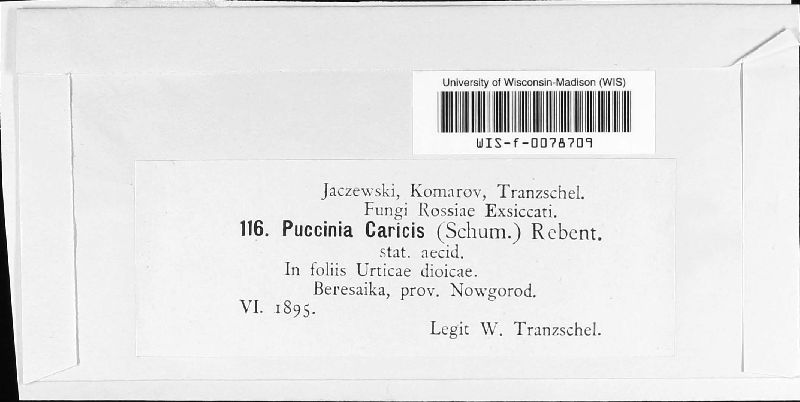 University of Wisconsin-Madison (WIS)
WIS-f-0078709
Jaczewski, Komarov, Tranzschel.
Fungi Rossiae Exsiccati.
116. Puccinia Caricis (Schum.) Rebent.
stat. aecid.
In foliis Urticae dioicae.
Beresaika, prov. Nowgorod.
VI. 1895.
Legit W. Tranzschel.